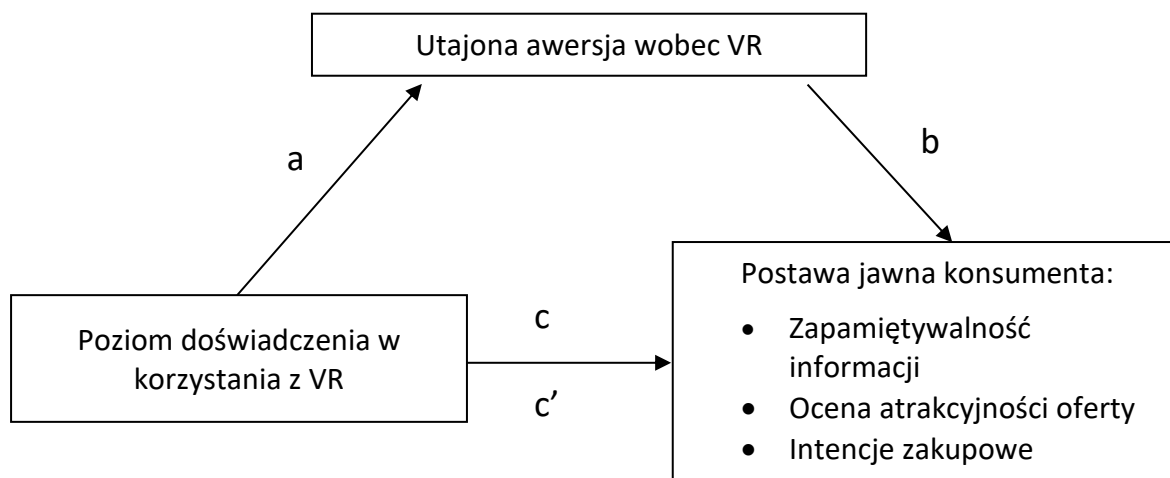 Utajona awersja wobec VR
a
b
Postawa jawna konsumenta:
• Zapamiętywalność
informacji
• Ocena atrakcyjności oferty
• Intencje zakupowe
Poziom doświadczenia w
korzystania z VR
c
c’